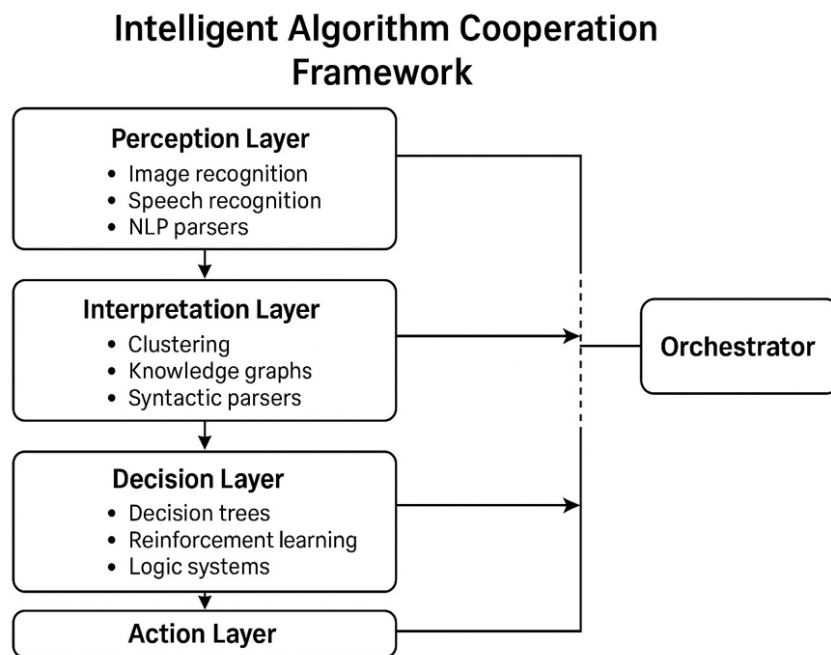 Intelligent Algorithm Cooperation
Framework
Perception Layer
• Image recognition
• Speech recognition
• NLP parsers
Interpretation Layer
• Clustering
• Knowledge graphs
• Syntactic parsers
Orchestrator
Decision Layer
• Decision trees
• Reinforcement learning
• Logic systems
Action Layer